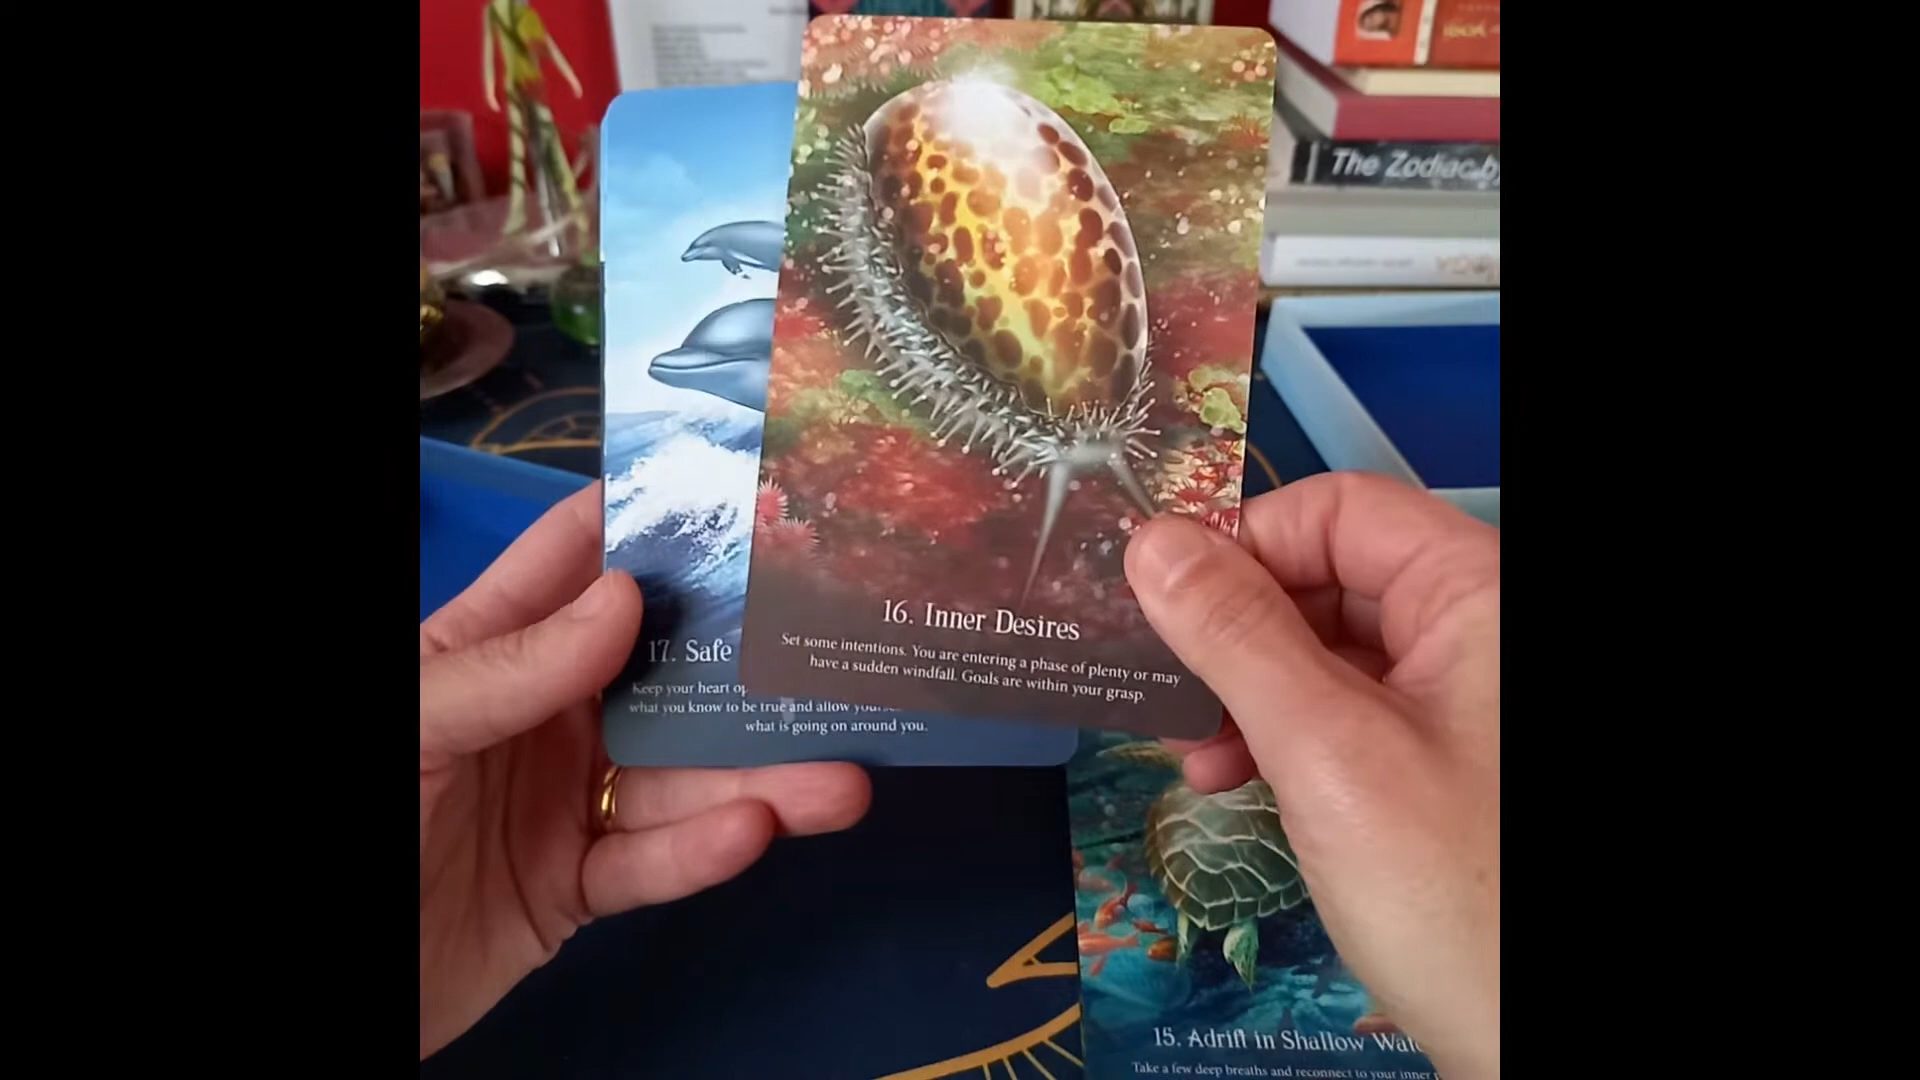 The Zodiac b
16. Inner Desires
Set some intentions. You are entering a phase of plenty or may
have a sudden windfall. Goals are within your grasp.
17. Safe
Keep your heart op
what you know to be true and allow
what is going on around you.
15. Adrift in Shallow Wat
Take a few deep breaths and reconnect to your inner